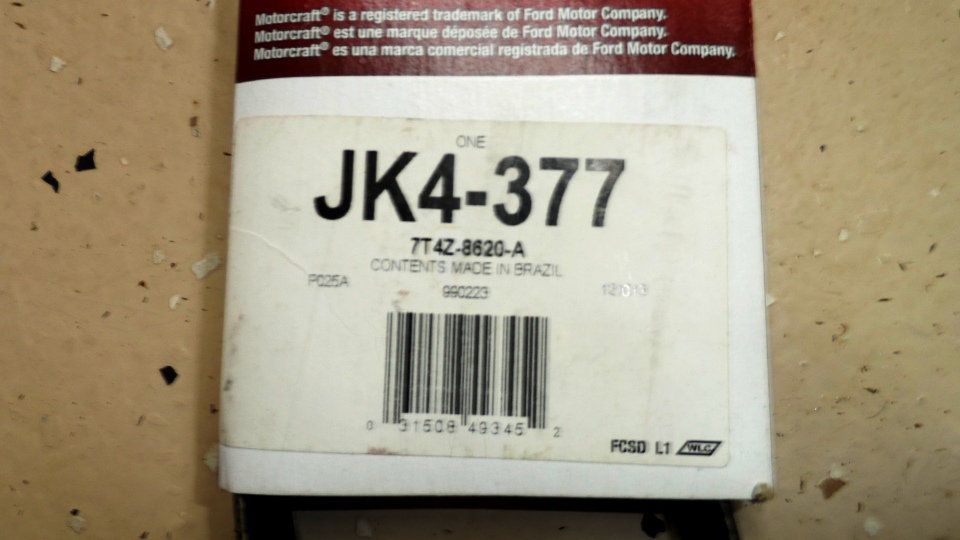 Motorcraft® is a registered trademark of Ford Motor Company.
Motorcraft® est une marque déposée de Ford Motor Company.
Motorcraft® es una marca comercial registrada de Ford Motor Company.
ONE
JK4-377
7T4Z-8620-A
CONTENTS MADE IN BRAZIL
P025A 990223
0 31508 49345 2
FCSD L1 WLC